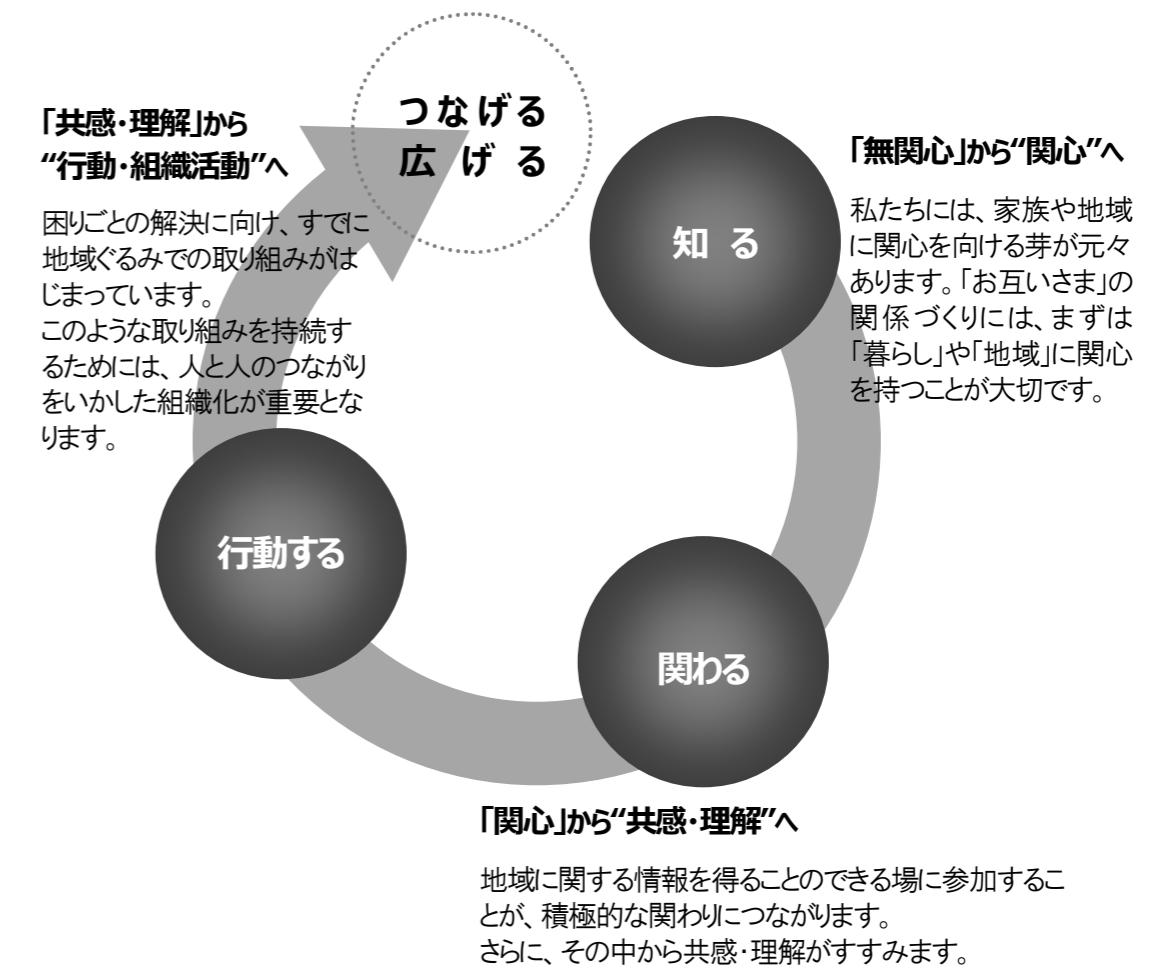 つなげる
広げる
知る
「無関心」から“関心”へ
私たちには、家族や地域
に関心を向ける芽が元々
あります。「お互いさま」の
関係づくりには、まずは
「暮らし」や「地域」に関心
を持つことが大切です。
関わる
「関心」から“共感・理解”へ
地域に関する情報を得ることのできる場に参加するこ
とが、積極的な関わりにつながります。
さらに、その中から共感・理解がすすみます。
行動する
「共感・理解」から
“行動・組織活動”へ
困りごとの解決に向け、すでに
地域ぐるみでの取り組みがは
じまっています。
このような取り組みを持続す
るためには、人と人のつながり
をいかした組織化が重要とな
ります。